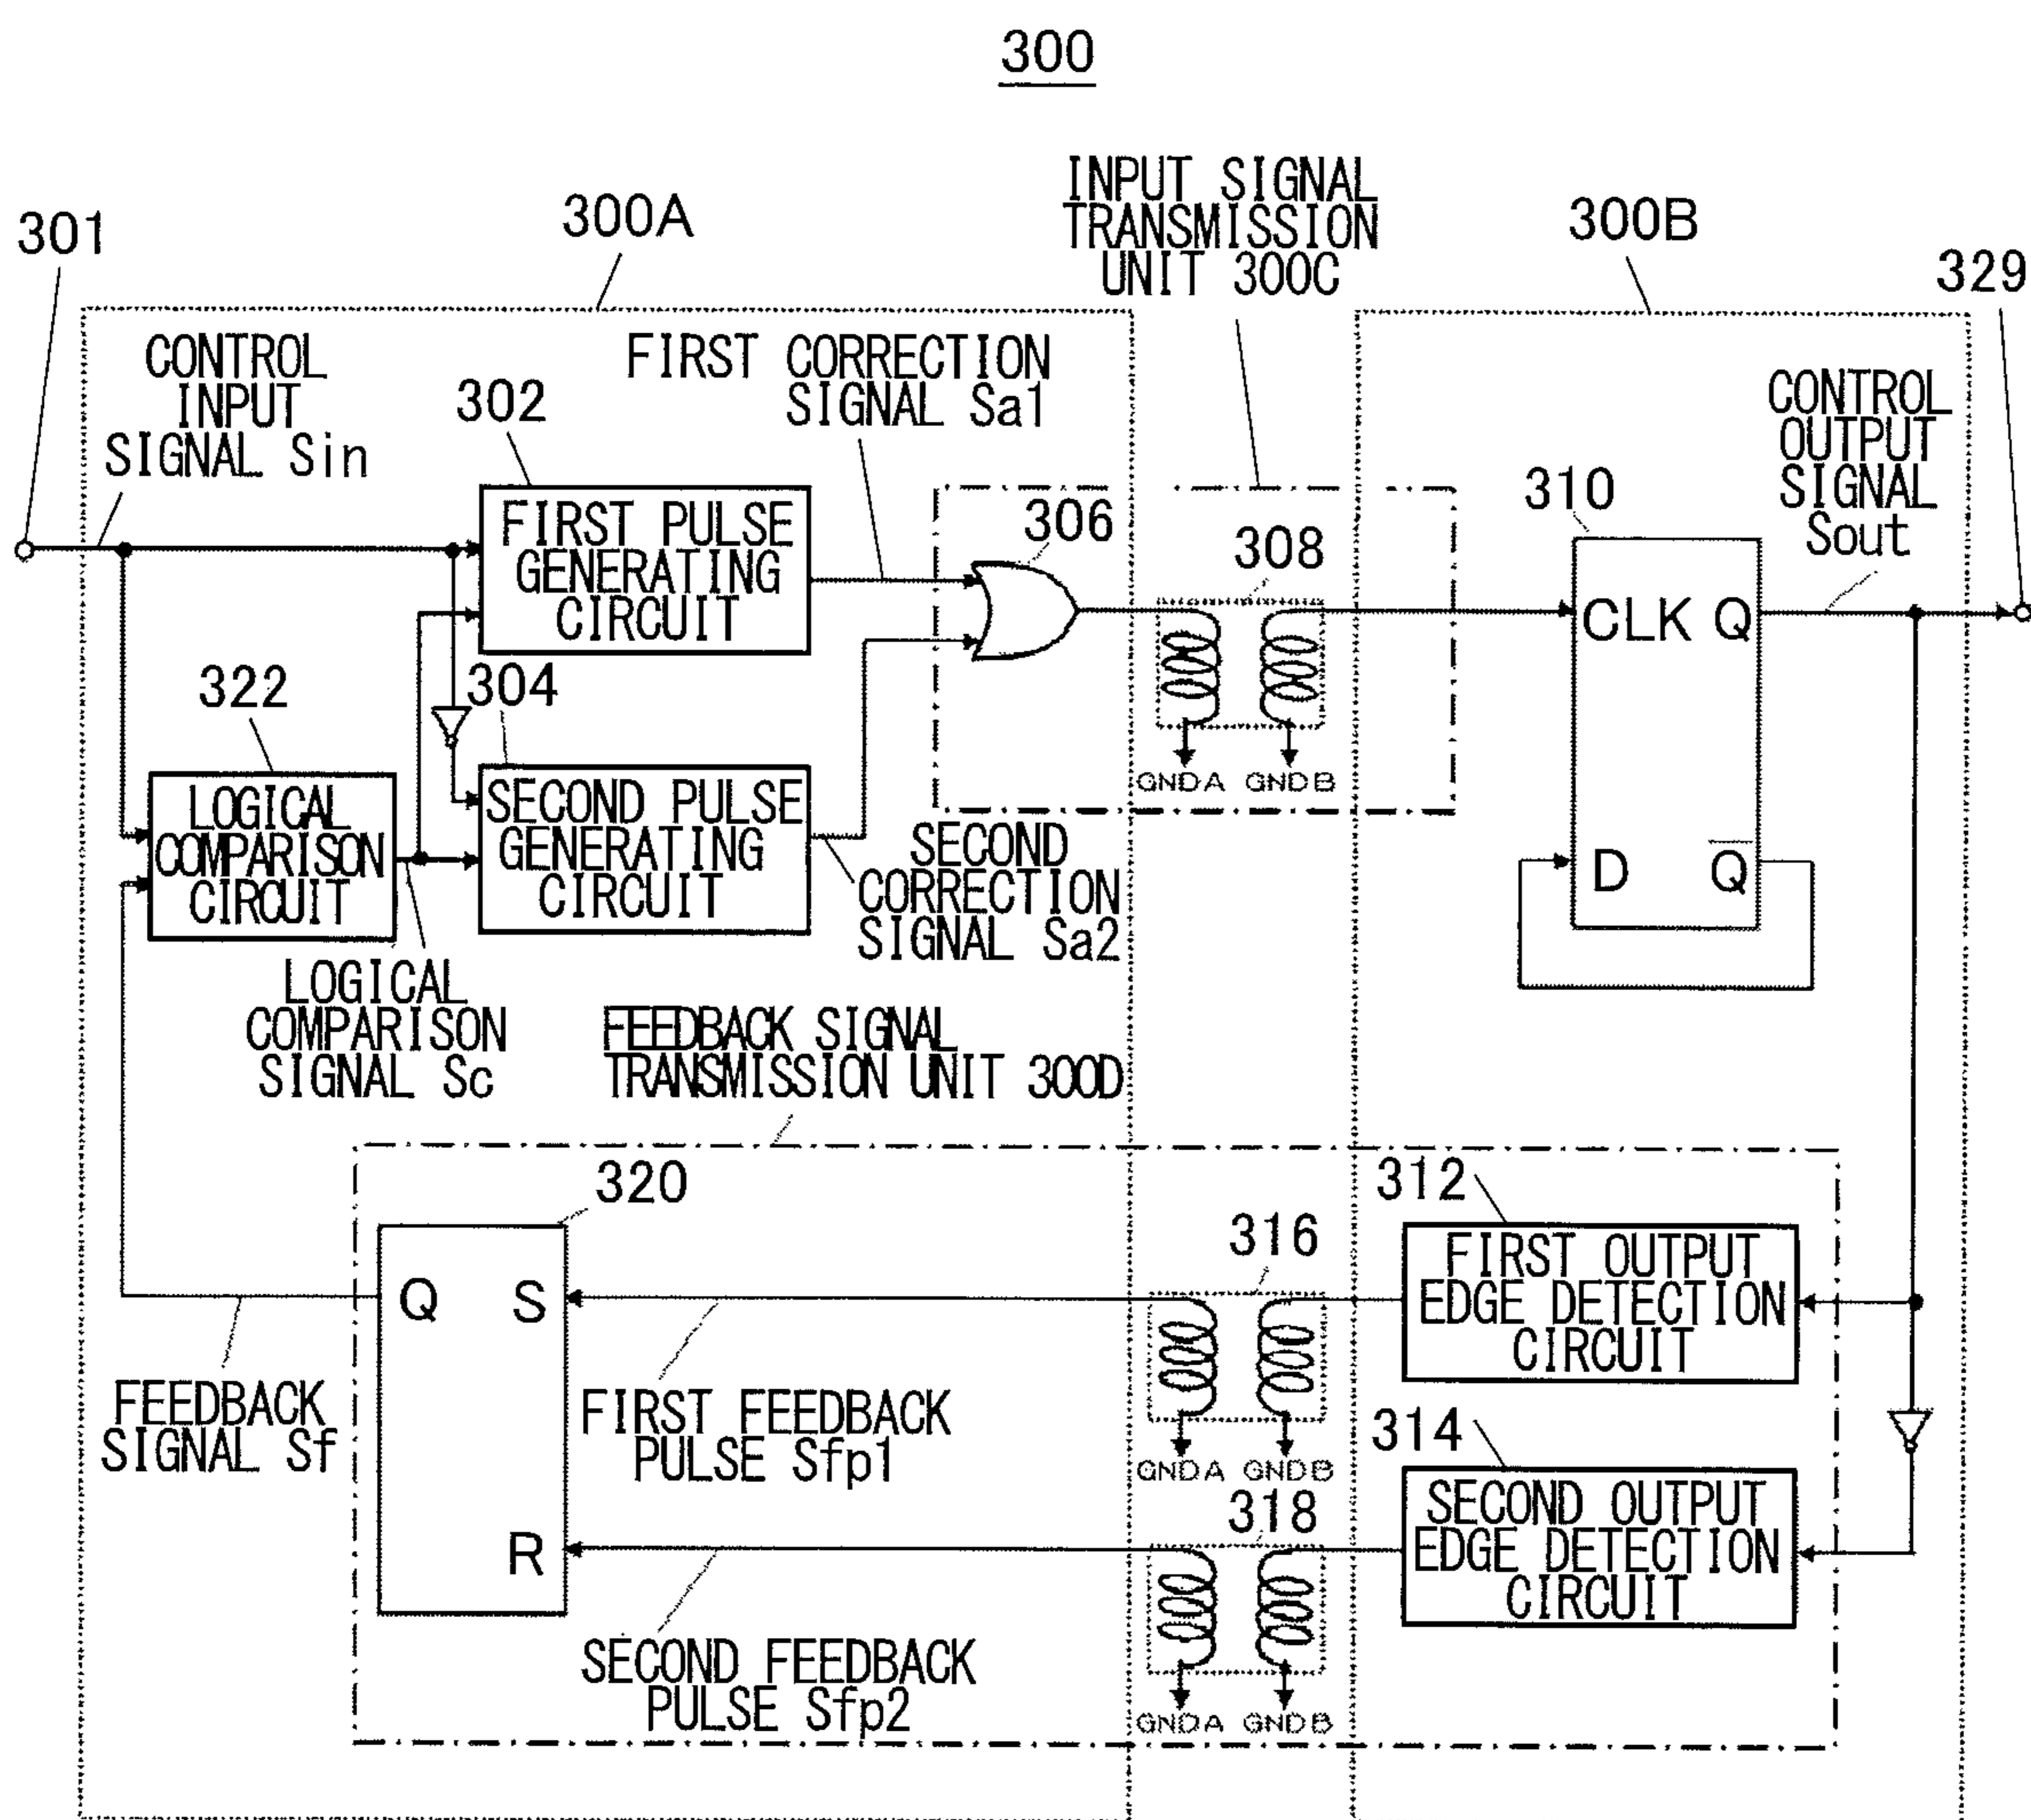 300
301
300A
INPUT SIGNAL
TRANSMISSION
UNIT 300C
300B
329
CONTROL
INPUT
SIGNAL Sin
302
FIRST CORRECTION
SIGNAL Sa1
CONTROL
OUTPUT
SIGNAL
Sout
FIRST PULSE
GENERATING
CIRCUIT
306
308
310
CLK
Q
D
Q
GNDA
GNDB
322
304
LOGICAL
COMPARISON
CIRCUIT
SECOND PULSE
GENERATING
CIRCUIT
SECOND
CORRECTION
SIGNAL Sa2
LOGICAL
COMPARISON
SIGNAL Sc
FEEDBACK SIGNAL
TRANSMISSION UNIT 300D
320
Q
S
R
316
312
FIRST OUTPUT
EDGE DETECTION
CIRCUIT
FEEDBACK
SIGNAL Sf
FIRST FEEDBACK
PULSE Sfp1
GNDA
GNDB
314
318
SECOND OUTPUT
EDGE DETECTION
CIRCUIT
SECOND FEEDBACK
PULSE Sfp2
GNDA
GNDB